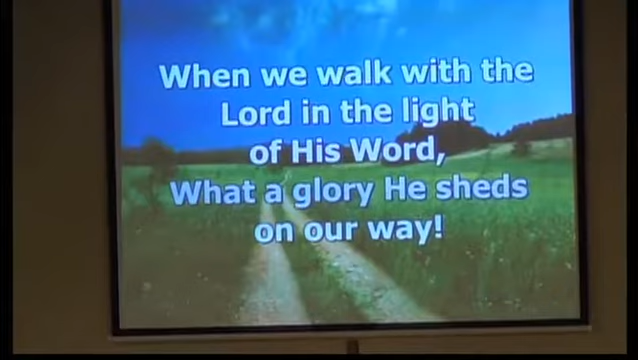 When we walk with the
Lord in the light
of His Word,
What a glory He sheds
on our way!